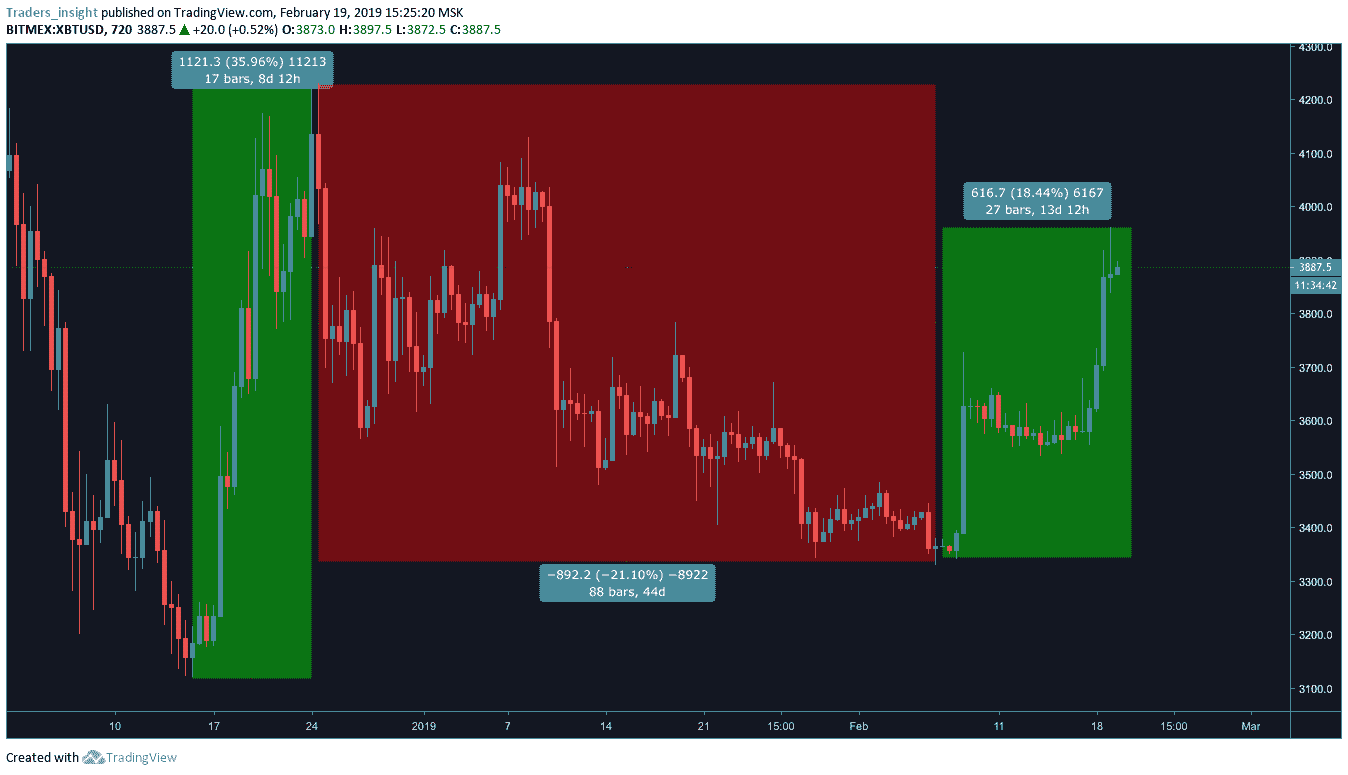 Traders_insight published on TradingView.com, February 19, 2019 15:25:20 MSK
BITMEX:XBTUSD, 720 3887.5 ▲ +20.0 (+0.52%) O:3873.0 H:3897.5 L:3872.5 C:3887.5
1121.3 (35.96%) 11213
17 bars, 8d 12h
616.7 (18.44%) 6167
27 bars, 13d 12h
−892.2 (−21.10%) −8922
88 bars, 44d
4300.0
4200.0
4100.0
4000.0
3887.5
11:34:42
3800.0
3700.0
3600.0
3500.0
3400.0
3300.0
3200.0
3100.0
10 17 24 2019 7 14 21 15:00 Feb 11 18 15:00 Mar
Created with TradingView